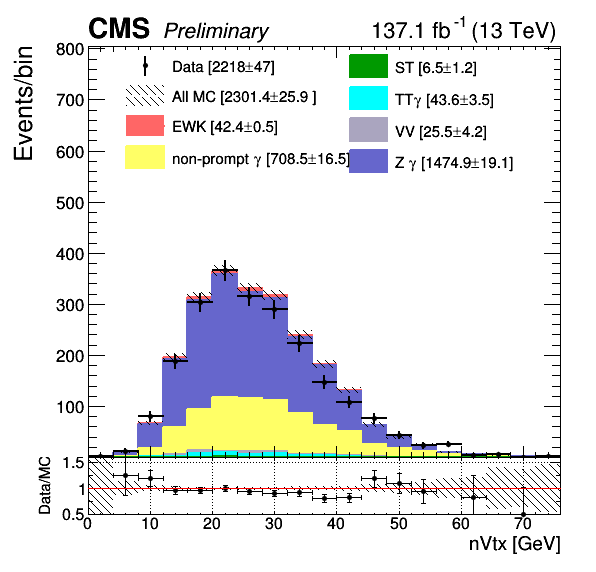 CMS Preliminary 137.1 fb⁻¹ (13 TeV)
Events/bin
800
700
600
500
400
300
200
100
Data [2218±47]
All MC [2301.4±25.9 ]
EWK [42.4±0.5]
non-prompt γ [708.5±16.5]
ST [6.5±1.2]
TTγ [43.6±3.5]
VV [25.5±4.2]
Z γ [1474.9±19.1]
Data/MC
1.5
1
0.5
0 10 20 30 40 50 60 70
nVtx [GeV]